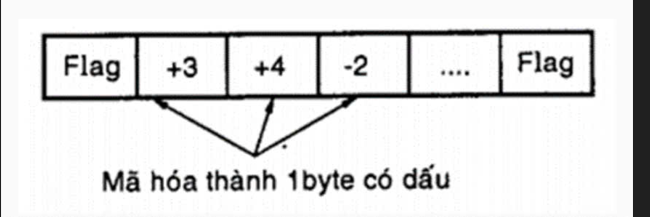 Flag +3 +4 -2 .... Flag
Mã hóa thành 1byte có dấu